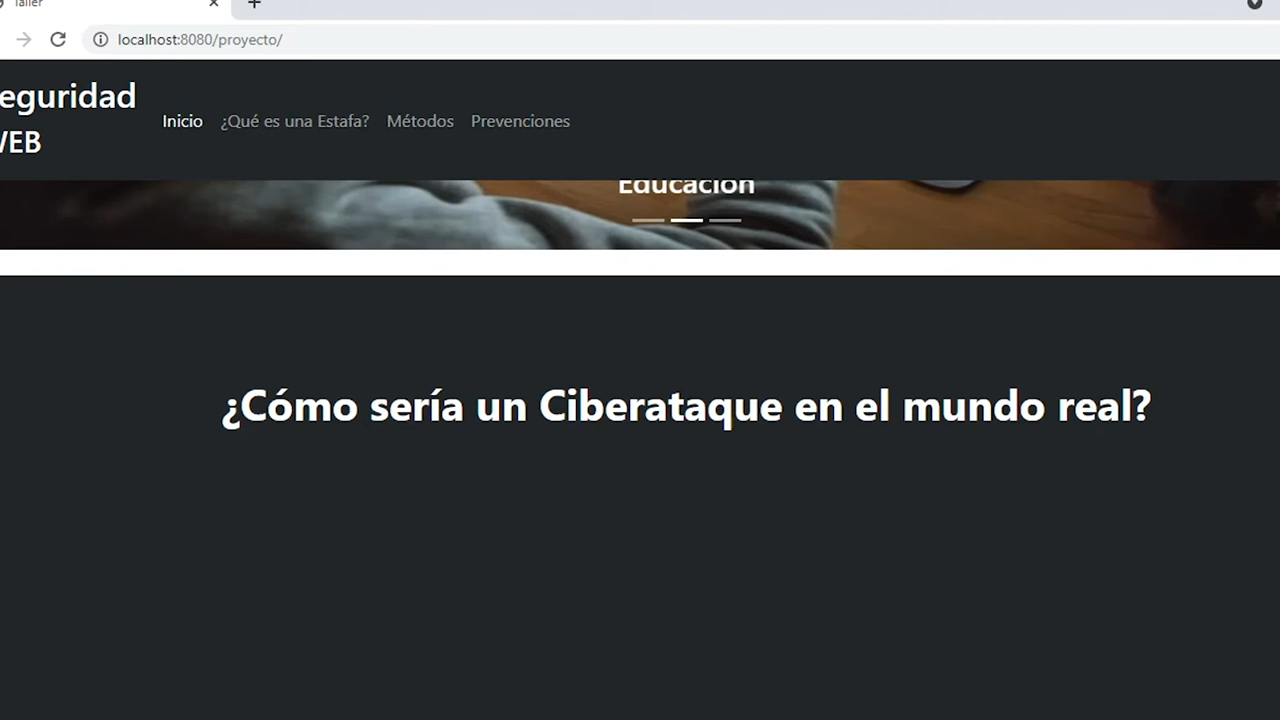 Taller
localhost:8080/proyecto/
eguridad
WEB
Inicio ¿Qué es una Estafa? Métodos Prevenciones
Educación
¿Cómo sería un Ciberataque en el mundo real?